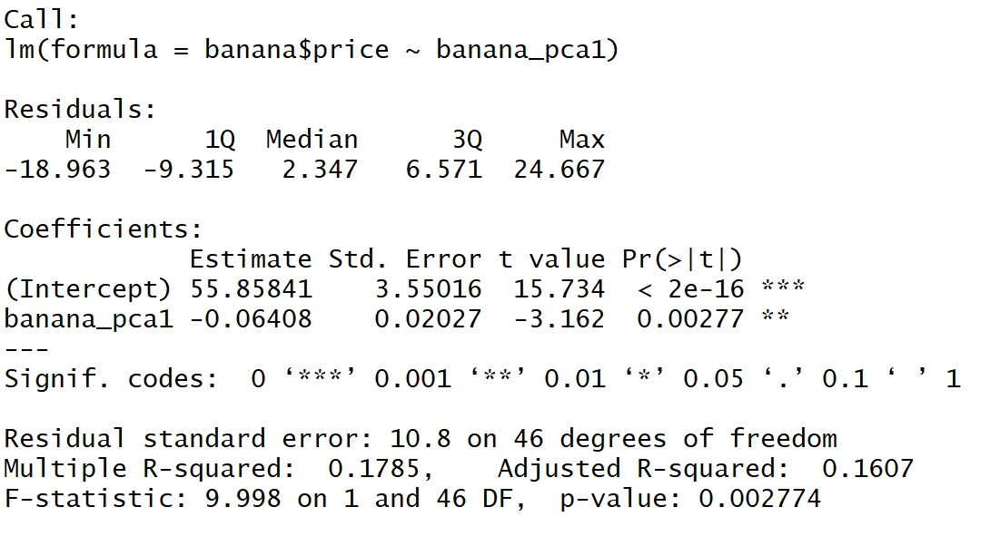 Call:
lm(formula = banana$price ~ banana_pca1)
Residuals:
    Min      1Q  Median      3Q     Max
-18.963  -9.315   2.347   6.571  24.667
Coefficients:
            Estimate Std. Error t value Pr(>|t|)
(Intercept) 55.85841    3.55016  15.734  < 2e-16 ***
banana_pca1 -0.06408    0.02027  -3.162  0.00277 **
---
Signif. codes:  0 ‘***’ 0.001 ‘**’ 0.01 ‘*’ 0.05 ‘.’ 0.1 ‘ ’ 1
Residual standard error: 10.8 on 46 degrees of freedom
Multiple R-squared:  0.1785,    Adjusted R-squared:  0.1607
F-statistic: 9.998 on 1 and 46 DF,  p-value: 0.002774